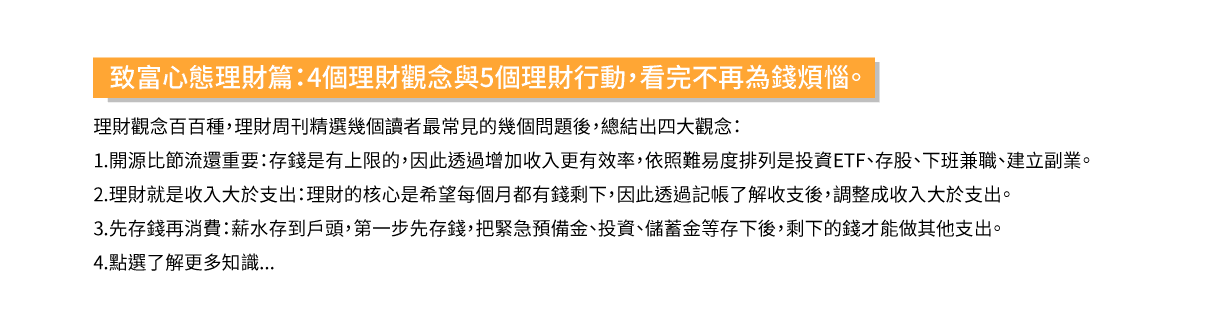 致富心態理財篇：4個理財觀念與5個理財行動，看完不再為錢煩惱。
理財觀念百百種，理財周刊精選幾個讀者最常見的幾個問題後，總結出四大觀念：
1.開源比節流還重要：存錢是有上限的，因此透過增加收入更有效率，依照難易度排列是投資ETF、存股、下班兼職、建立副業。
2.理財就是收入大於支出：理財的核心是希望每個月都有錢剩下，因此透過記帳了解收支後，調整成收入大於支出。
3.先存錢再消費：薪水存到戶頭，第一步先存錢，把緊急預備金、投資、儲蓄金等存下後，剩下的錢才能做其他支出。
4.點選了解更多知識...